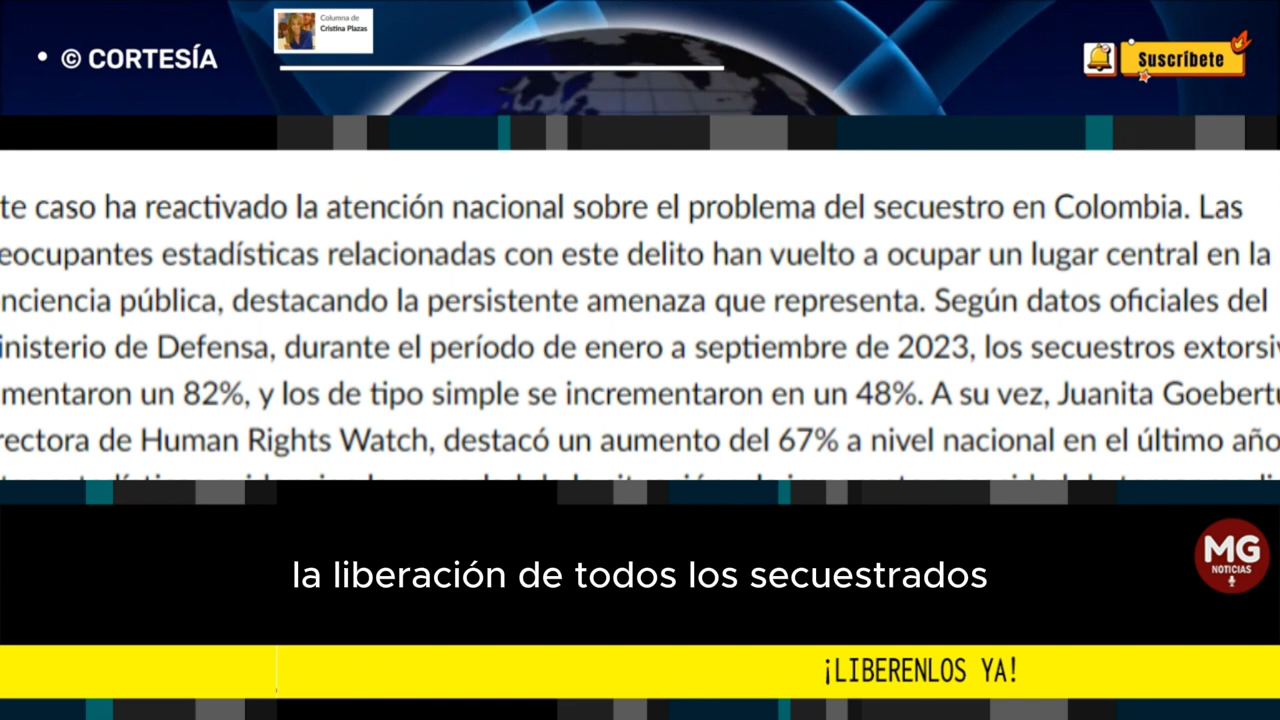 Columna de
Cristina Plazas
© CORTESÍA
Suscríbete
te caso ha reactivado la atención nacional sobre el problema del secuestro en Colombia. Las
eocupantes estadísticas relacionadas con este delito han vuelto a ocupar un lugar central en la
nciencia pública, destacando la persistente amenaza que representa. Según datos oficiales del
inisterio de Defensa, durante el período de enero a septiembre de 2023, los secuestros extorsiv
mentaron un 82%, y los de tipo simple se incrementaron en un 48%. A su vez, Juanita Goebertu
rectora de Human Rights Watch, destacó un aumento del 67% a nivel nacional en el último año
la liberación de todos los secuestrados
MG
NOTICIAS
¡LIBERENLOS YA!